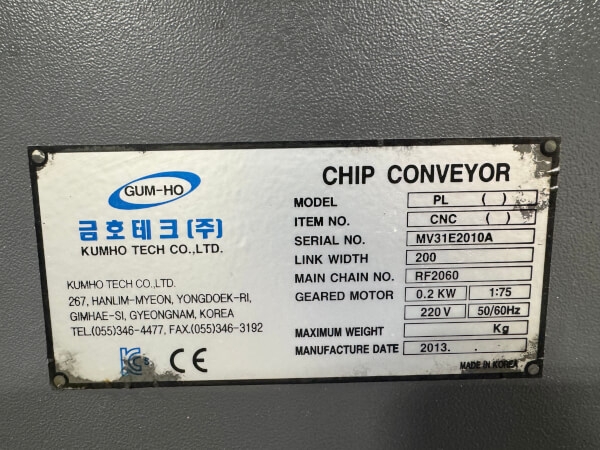 GUM-HO
금호테크(주)
KUMHO TECH CO.,LTD.
KUMHO TECH CO.,LTD.
267, HANLIM-MYEON, YONGDOEK-RI,
GIMHAE-SI, GYEONGNAM, KOREA
TEL.(055)346-4477, FAX.(055)346-3192
CE
CHIP CONVEYOR
MODEL PL ( )
ITEM NO. CNC ( )
SERIAL NO. MV31E2010A
LINK WIDTH 200
MAIN CHAIN NO. RF2060
GEARED MOTOR 0.2 KW 1:75
220 V 50/60Hz
MAXIMUM WEIGHT Kg
MANUFACTURE DATE 2013. .
MADE IN KOREA